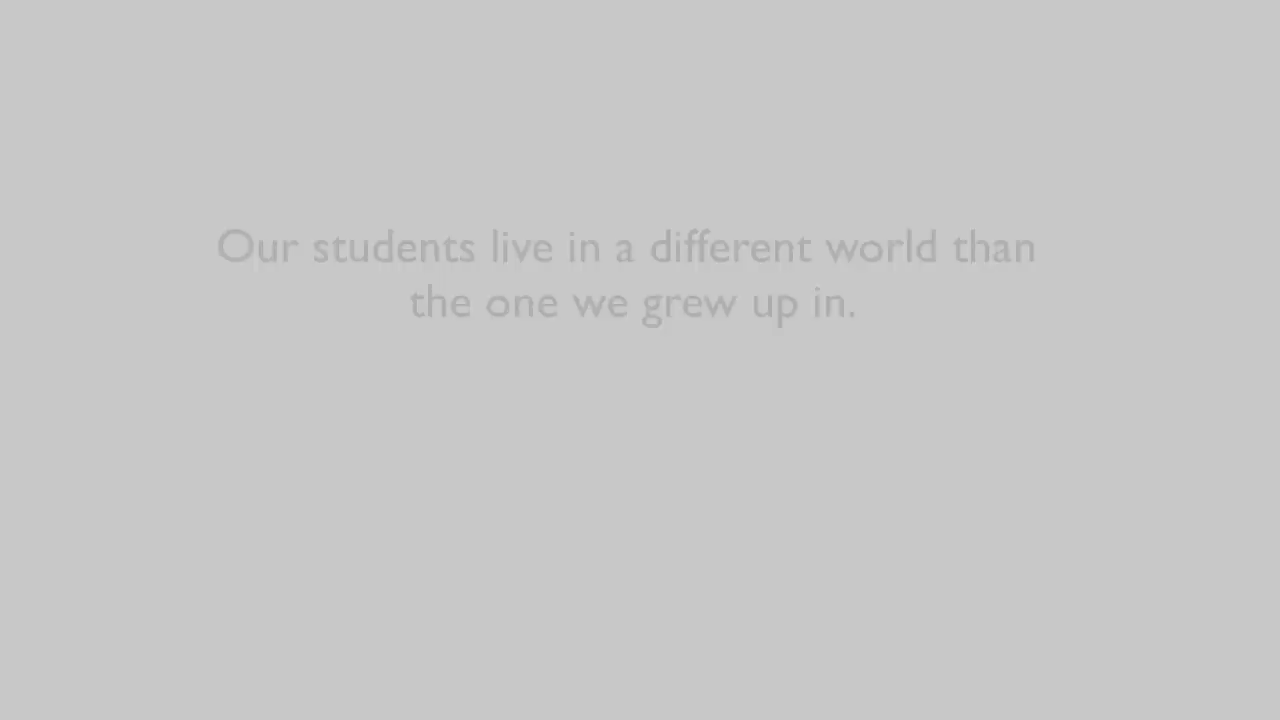 Our students live in a different world than
the one we grew up in.